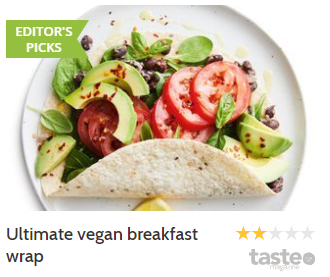 EDITOR'S
PICKS
Ultimate vegan breakfast
wrap
taste
magazine